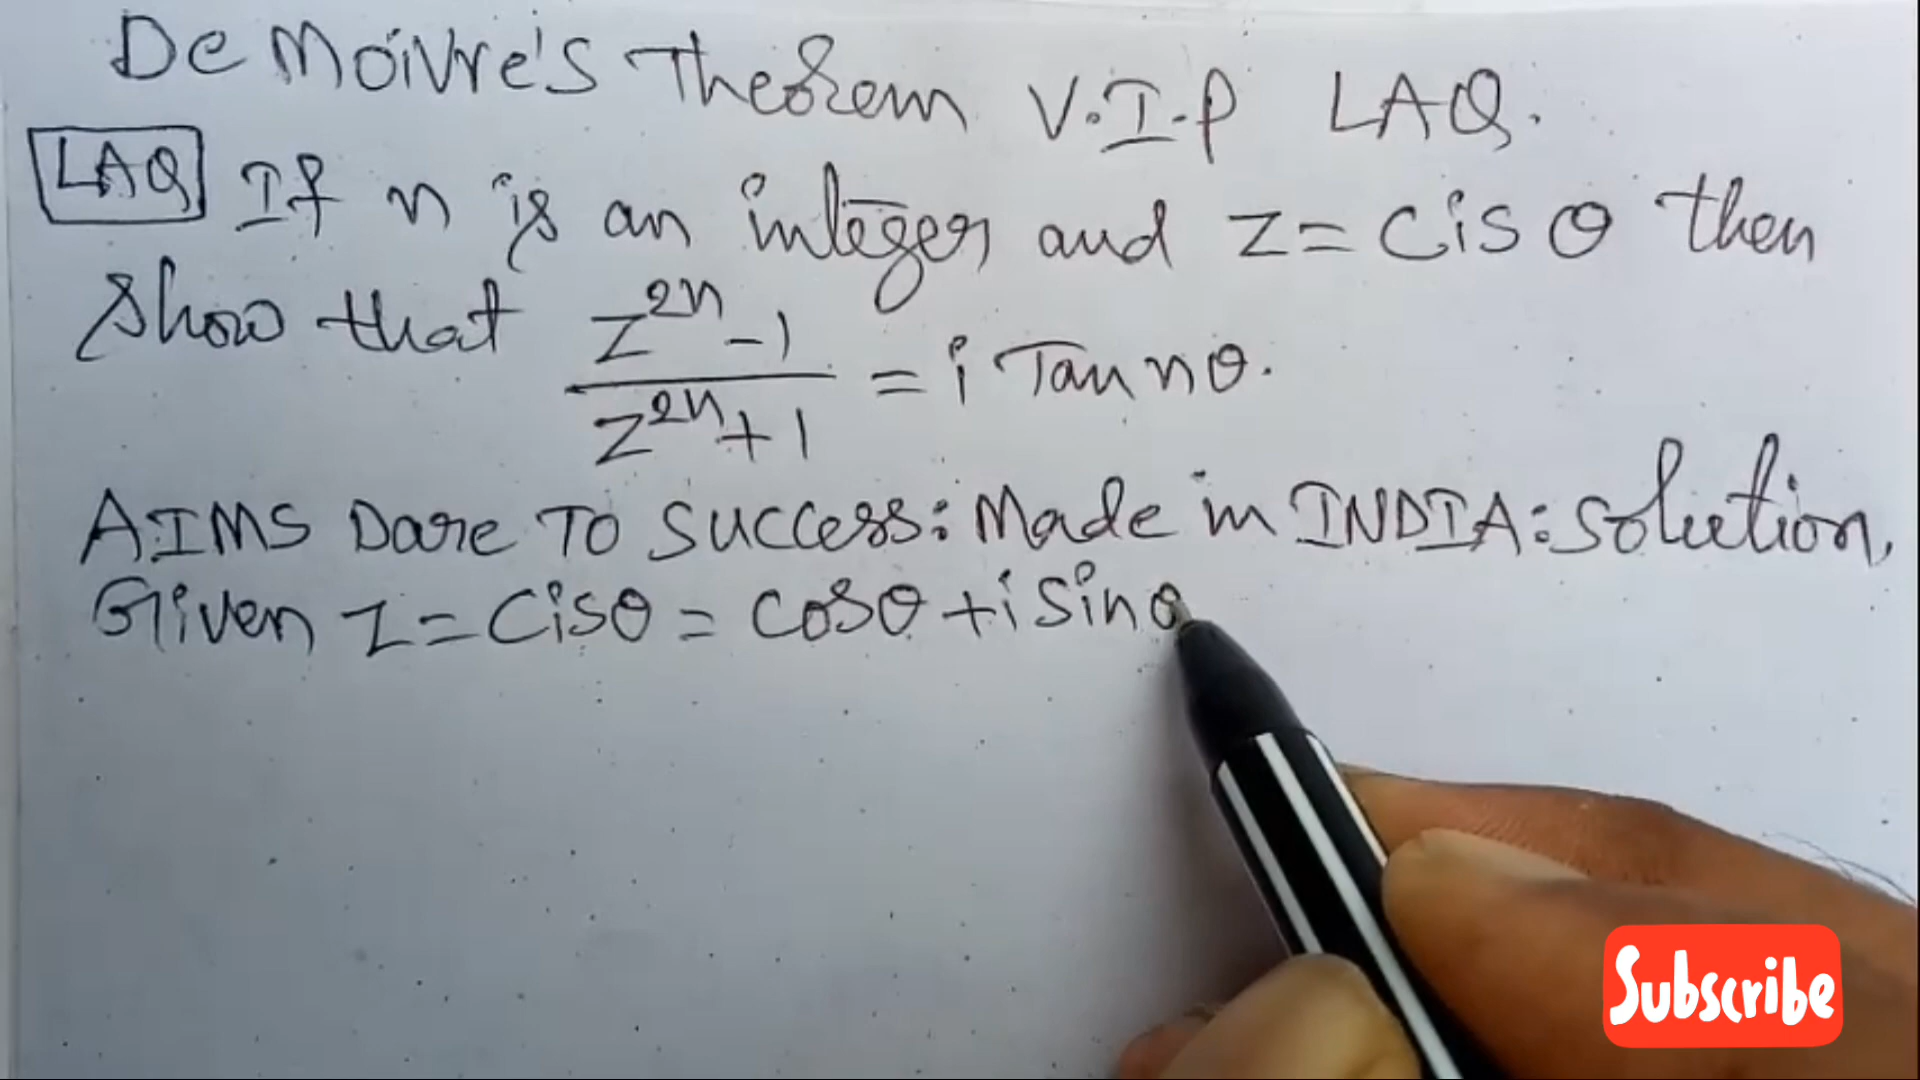 De Moivre's Theorem V.I.P LAQ.
LAQ If n is an integer and z = cis θ then
show that z^2n - 1 / z^2n + 1 = i Tan nθ.
AIMS Dare To Success: Made in INDIA: Solution,
Given z = cisθ = cosθ + i sinθ
Subscribe